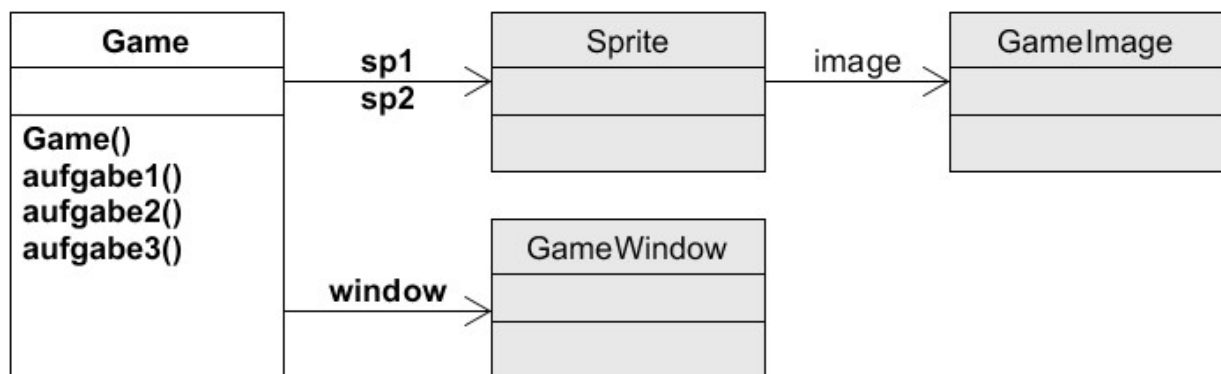 Game
Game()
aufgabe1()
aufgabe2()
aufgabe3()
sp1
sp2
Sprite
image
GameImage
window
GameWindow